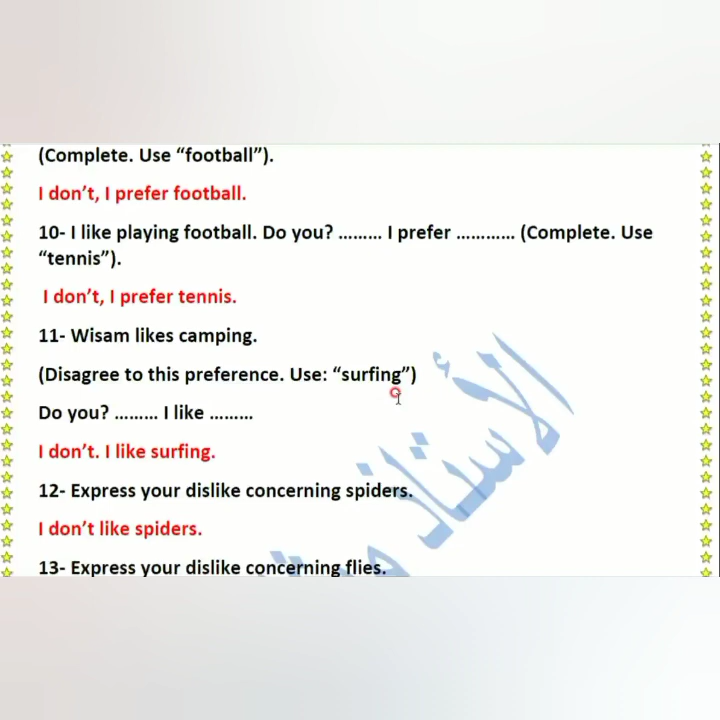 (Complete. Use “football”).
I don’t, I prefer football.
10- I like playing football. Do you? ......... I prefer ............ (Complete. Use
“tennis”).
I don’t, I prefer tennis.
11- Wisam likes camping.
(Disagree to this preference. Use: “surfing”)
Do you? ......... I like .........
I don’t. I like surfing.
12- Express your dislike concerning spiders.
I don’t like spiders.
13- Express your dislike concerning flies.
الأستاذ